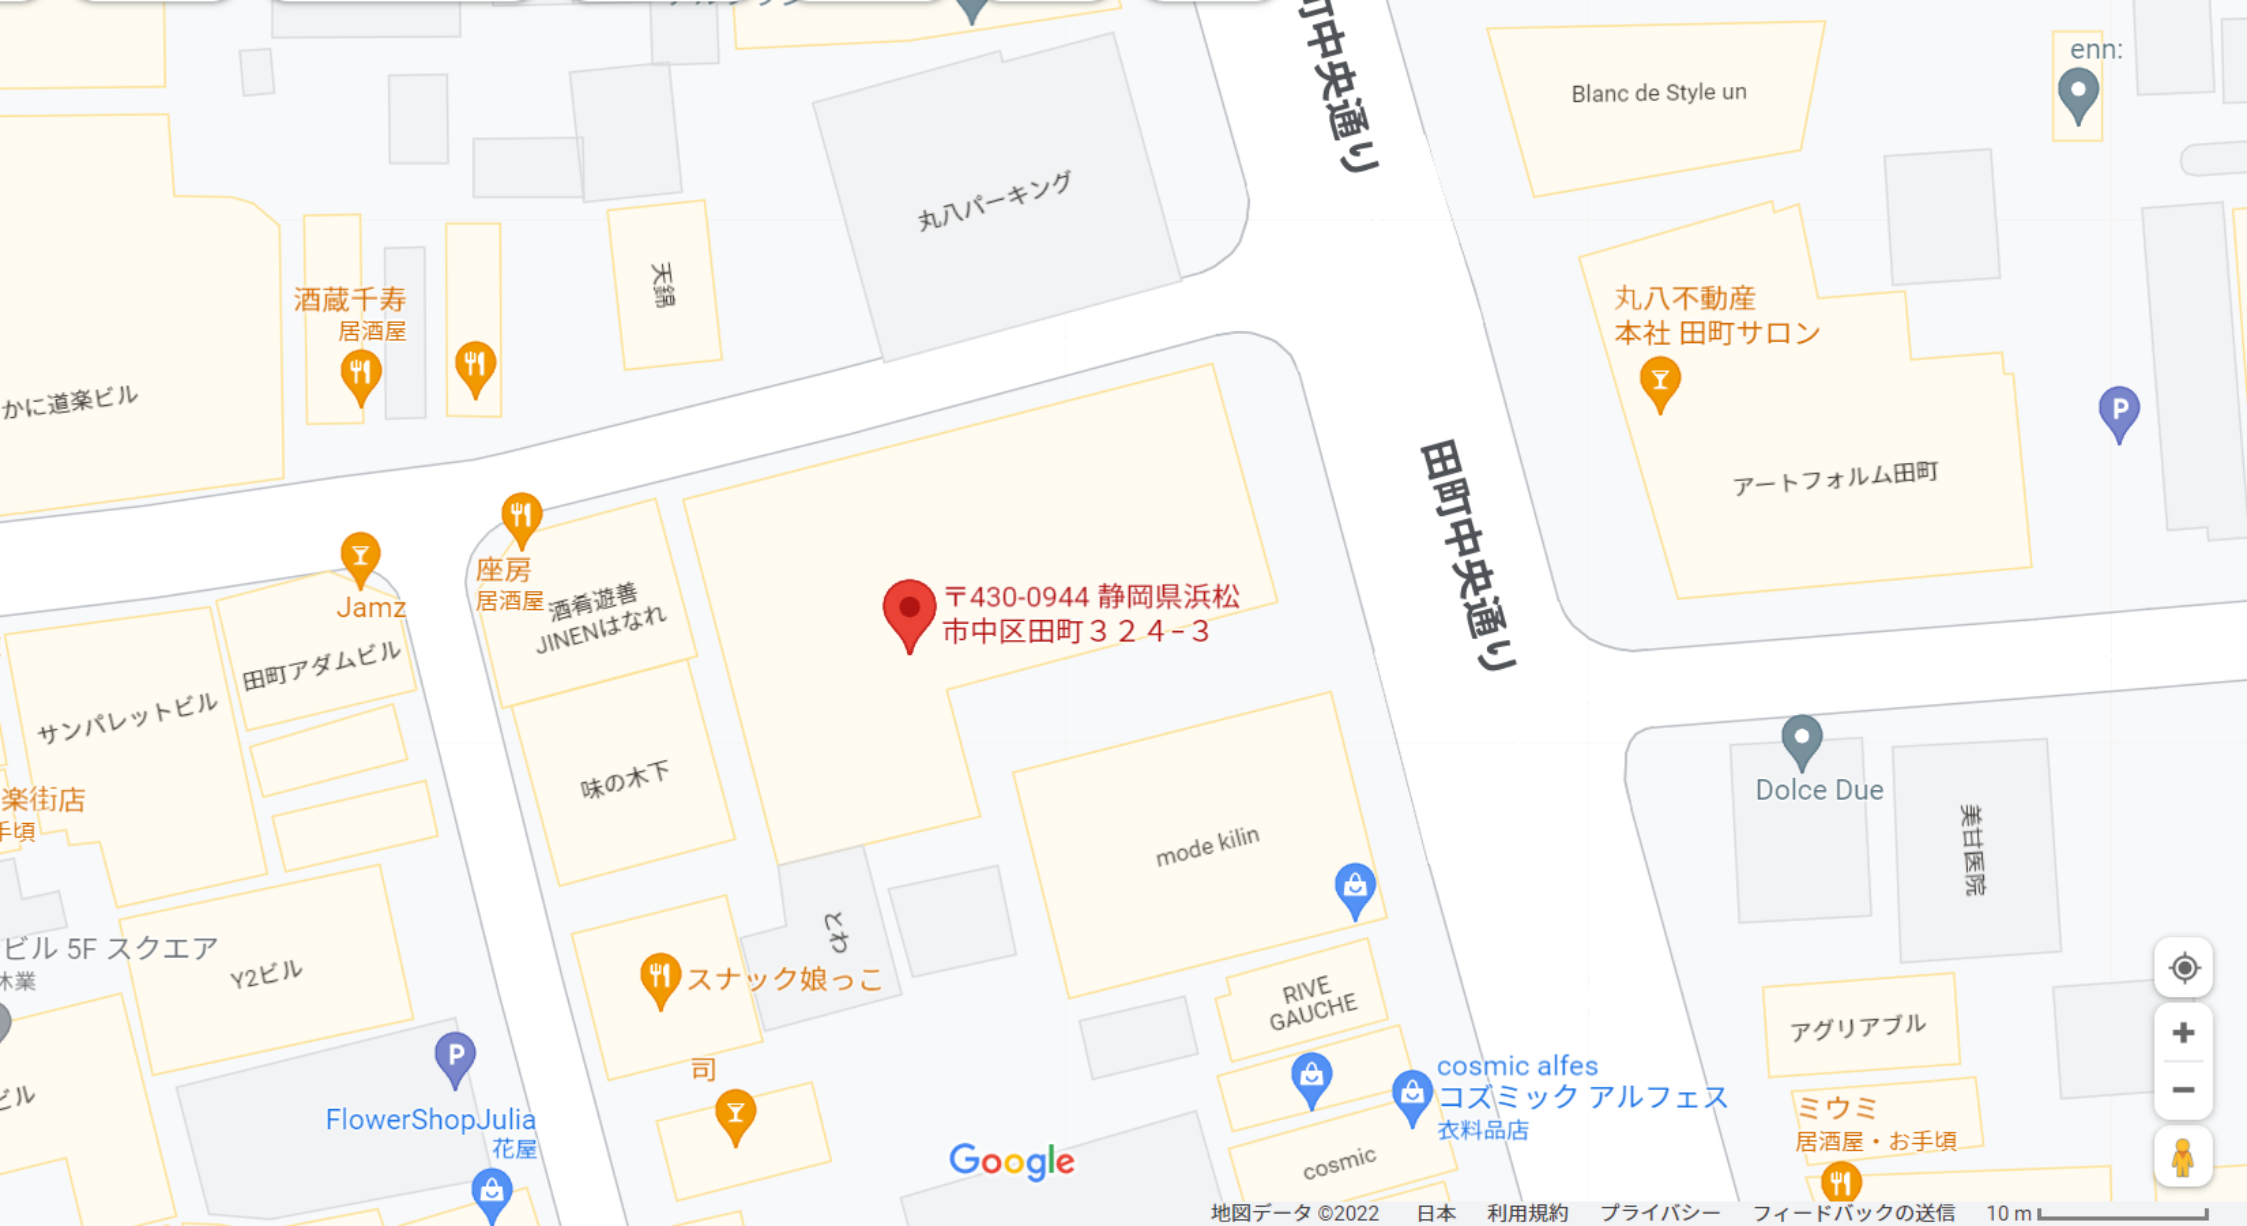 町中央通り
enn:
Blanc de Style un
丸八パーキング
天錦
酒蔵千寿
居酒屋
丸八不動産
本社 田町サロン
かに道楽ビル
アートフォルム田町
P
田町中央通り
座房
居酒屋
酒肴遊善
JINENはなれ
〒430-0944 静岡県浜松
市中区田町３２４−３
Jamz
田町アダムビル
サンパレットビル
味の木下
楽街店
手頃
mode kilin
Dolce Due
美甘医院
とわ
ビル 5F スクエア
休業
Y2ビル
スナック娘っこ
RIVE
GAUCHE
アグリアブル
P
司
cosmic alfes
コズミック アルフェス
衣料品店
ビル
FlowerShopJulia
花屋
ミウミ
居酒屋・お手頃
Google
cosmic
地図データ ©2022 日本 利用規約 プライバシー フィードバックの送信 10 m